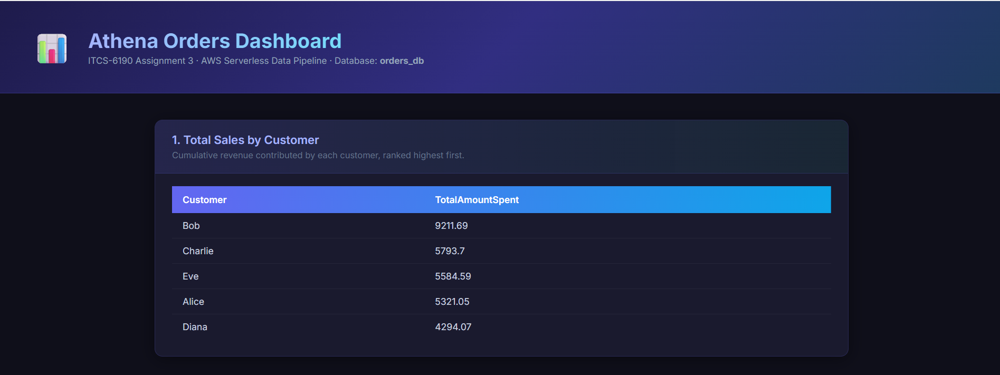 Athena Orders Dashboard
ITCS-6190 Assignment 3 · AWS Serverless Data Pipeline · Database: orders_db
1. Total Sales by Customer
Cumulative revenue contributed by each customer, ranked highest first.
Customer TotalAmountSpent
Bob 9211.69
Charlie 5793.7
Eve 5584.59
Alice 5321.05
Diana 4294.07